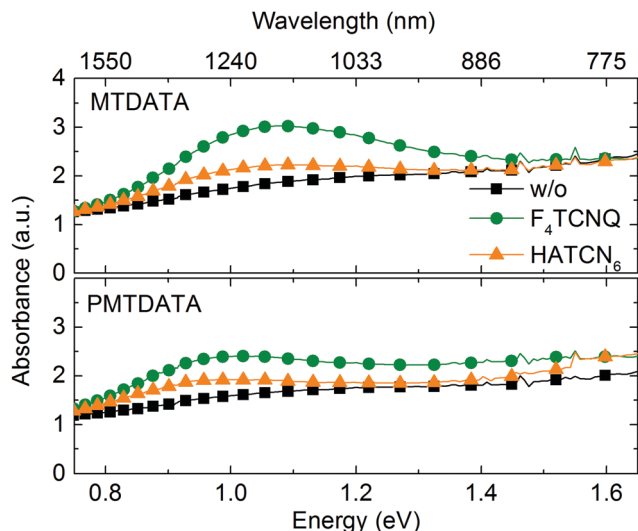 Wavelength (nm)
1550 1240 1033 886 775
4
MTDATA
3
2
1
0
w/o
F₄TCNQ
HATCN₆
Absorbance (a.u.)
PMTDATA
3
2
1
0
0.8 1.0 1.2 1.4 1.6
Energy (eV)